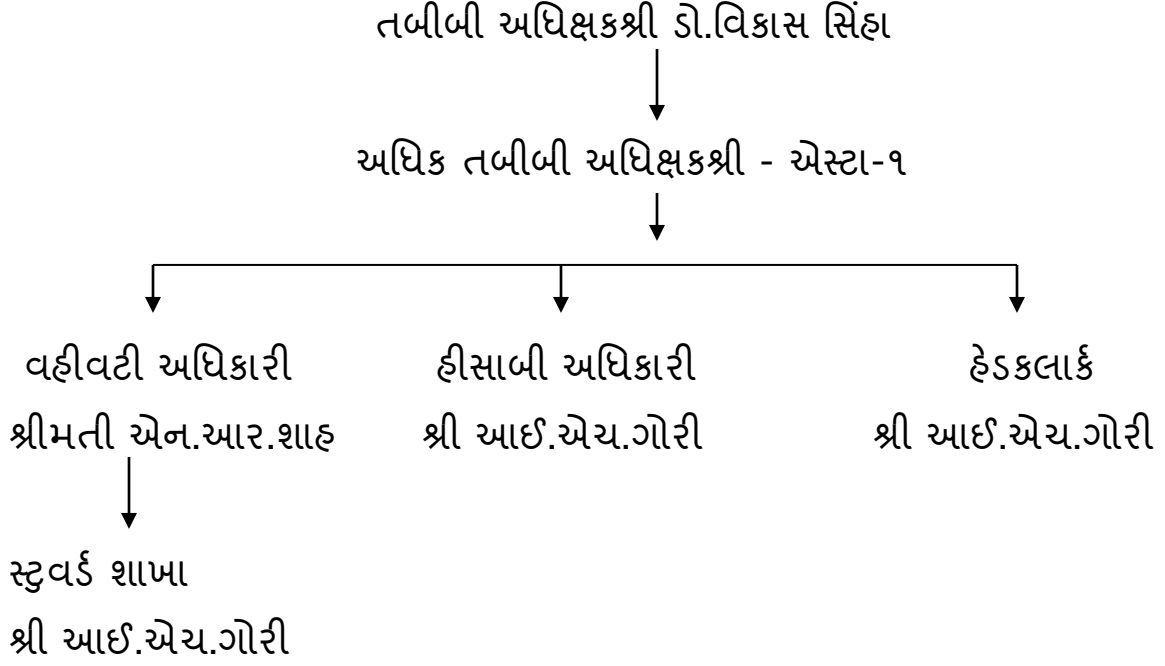 તબીબી અધિક્ષકશ્રી ડો.વિકાસ સિંહા
અધિક તબીબી અધિક્ષકશ્રી - એસ્ટા-૧
વહીવટી અધિકારી
શ્રીમતી એન.આર.શાહ
હીસાબી અધિકારી
શ્રી આઈ.એચ.ગોરી
હેડકલાર્ક
શ્રી આઈ.એચ.ગોરી
સ્ટુવર્ડ શાખા
શ્રી આઈ.એચ.ગોરી